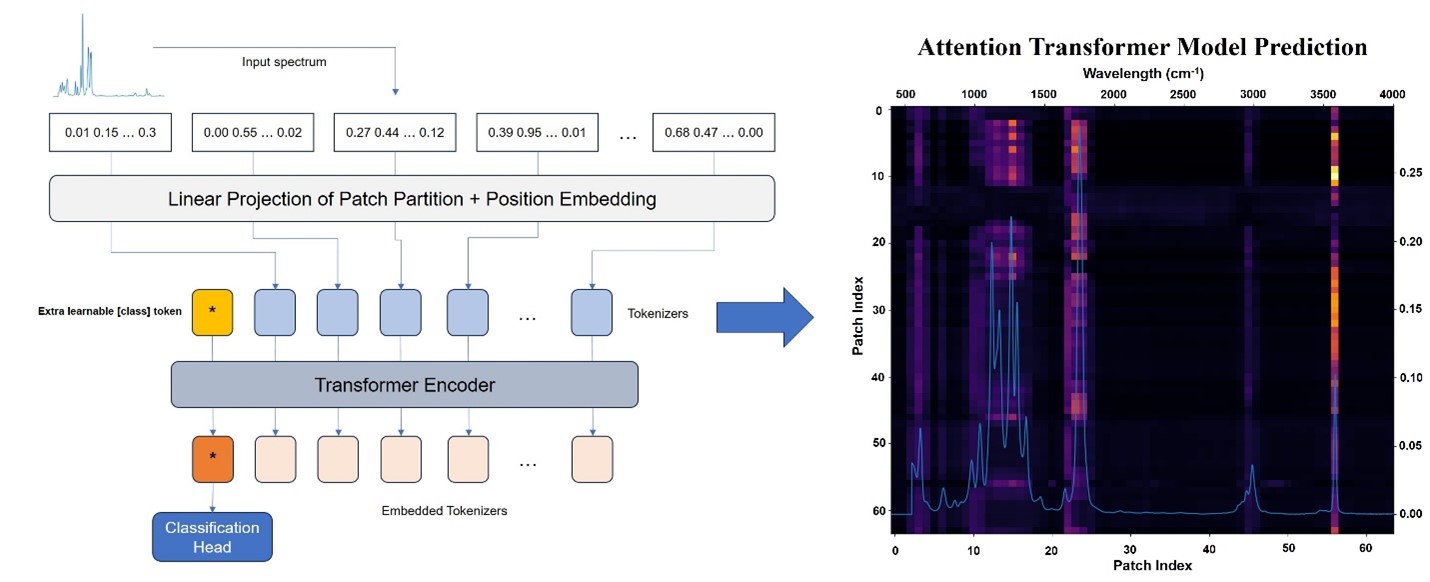 Input spectrum
0.01 0.15 … 0.3
0.00 0.55 … 0.02
0.27 0.44 … 0.12
0.39 0.95 … 0.01
…
0.68 0.47 … 0.00
Linear Projection of Patch Partition + Position Embedding
Extra learnable [class] token
*
…
Tokenizers
Transformer Encoder
*
…
Embedded Tokenizers
Classification
Head
Attention Transformer Model Prediction
Wavelength (cm⁻¹)
500 1000 1500 2000 2500 3000 3500 4000
Patch Index
0
10
20
30
40
50
60
0.25
0.20
0.15
0.10
0.05
0.00
0 10 20 30 40 50 60
Patch Index